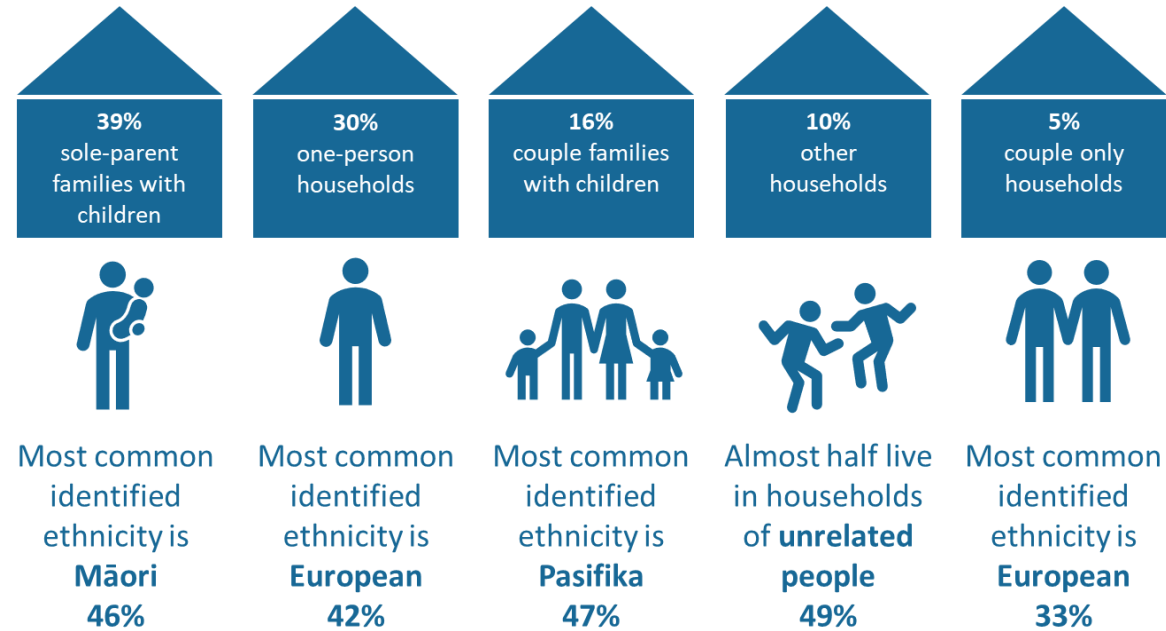 39%
sole-parent
families with
children
30%
one-person
households
16%
couple families
with children
10%
other
households
5%
couple only
households
Most common
identified
ethnicity is
Māori
46%
Most common
identified
ethnicity is
European
42%
Most common
identified
ethnicity is
Pasifika
47%
Almost half live
in households
of unrelated
people
49%
Most common
identified
ethnicity is
European
33%